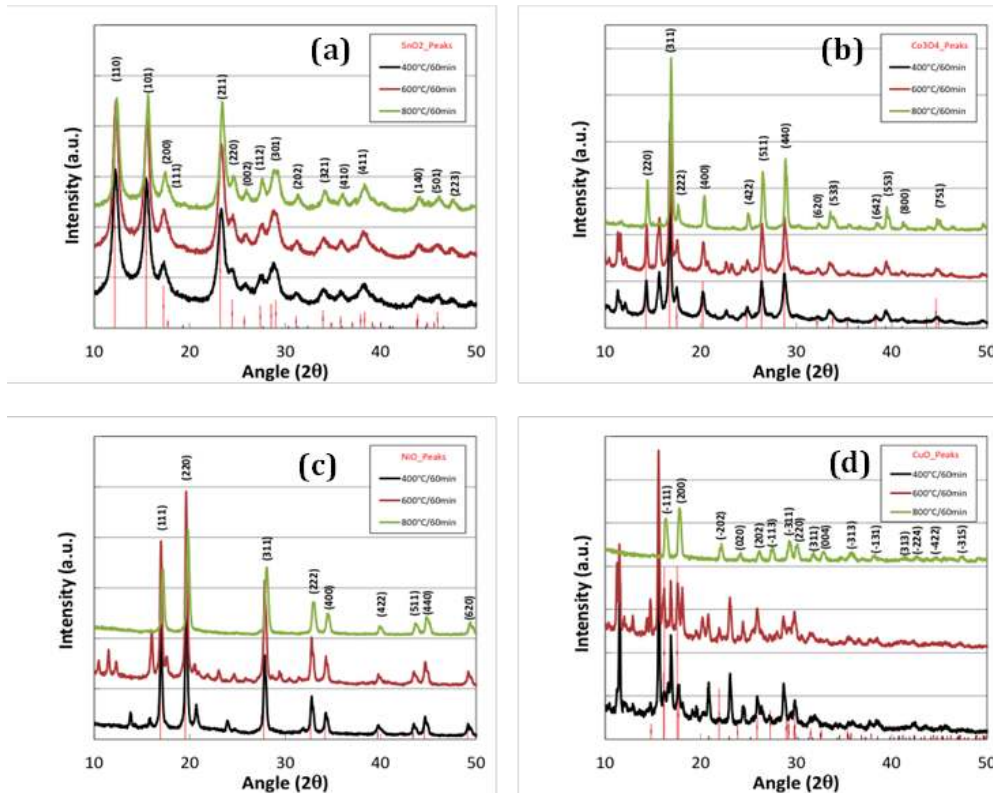 (a)
SnO2_Peaks
400°C/60min
600°C/60min
800°C/60min
(110)
(101)
(200)
(111)
(211)
(220)
(002)
(112)
(301)
(202)
(321)
(410)
(411)
(140)
(501)
(223)
Intensity (a.u.)
10 20 30 40 50
Angle (2θ)
(b)
Co3O4_Peaks
400°C/60min
600°C/60min
800°C/60min
(220)
(311)
(222)
(400)
(422)
(511)
(440)
(620)
(533)
(642)
(553)
(800)
(751)
Intensity (a.u.)
10 20 30 40 50
Angle (2θ)
(c)
NiO_Peaks
400°C/60min
600°C/60min
800°C/60min
(111)
(220)
(311)
(222)
(400)
(422)
(511)
(440)
(620)
Intensity (a.u.)
10 20 30 40 50
Angle (2θ)
(d)
CuO_Peaks
400°C/60min
600°C/60min
800°C/60min
(-111)
(200)
(-202)
(020)
(202)
(-113)
(-311)
(220)
(311)
(004)
(-313)
(-131)
(313)
(-224)
(-422)
(-315)
Intensity (a.u.)
10 20 30 40 50
Angle (2θ)